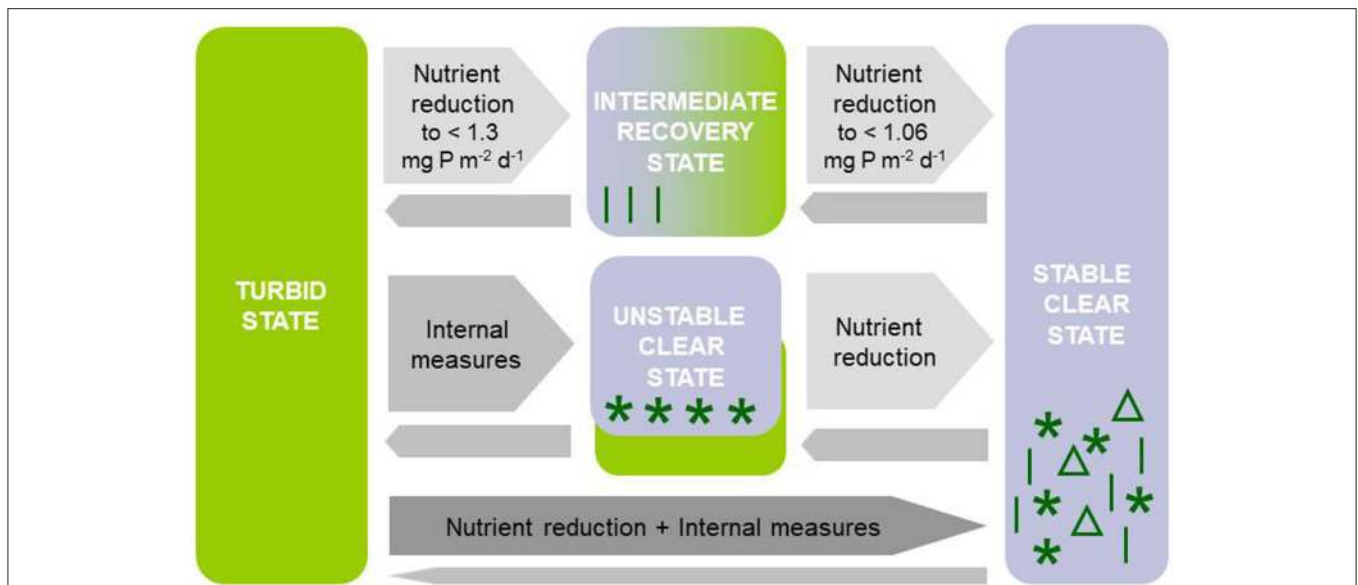 Nutrient
reduction
to < 1.3
mg P m⁻² d⁻¹
INTERMEDIATE
RECOVERY
STATE
Nutrient
reduction
to < 1.06
mg P m⁻² d⁻¹
TURBID
STATE
Internal
measures
UNSTABLE
CLEAR
STATE
Nutrient
reduction
STABLE
CLEAR
STATE
Nutrient reduction + Internal measures